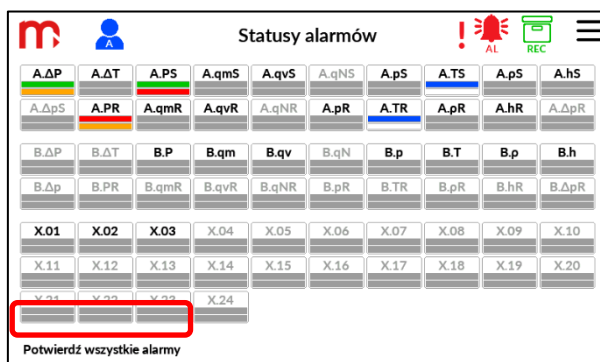 m A Statusy alarmów ! AL REC
A.ΔP A.ΔT A.PS A.qmS A.qvS A.qNS A.pS A.TS A.ρS A.hS
A.ΔpS A.PR A.qmR A.qvR A.qNR A.pR A.TR A.ρR A.hR A.ΔpR
B.ΔP B.ΔT B.P B.qm B.qv B.qN B.p B.T B.ρ B.h
B.Δp B.PR B.qmR B.qvR B.qNR B.pR B.TR B.ρR B.hR B.ΔpR
X.01 X.02 X.03 X.04 X.05 X.06 X.07 X.08 X.09 X.10
X.11 X.12 X.13 X.14 X.15 X.16 X.17 X.18 X.19 X.20
X.21 X.22 X.23 X.24
Potwierdź wszystkie alarmy